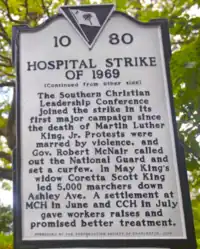 10 80
HOSPITAL STRIKE
OF 1969
(Continued from other side)
The Southern Christian
Leadership Conference
joined the strike in its
first major campaign since
the death of Martin Luther
King, Jr. Protests were
marred by violence, and
Gov. Robert McNair called
out the National Guard and
set a curfew. In May King's
widow Coretta Scott King
led 5,000 marchers down
Ashley Ave. A settlement at
MCH in June and CCH in July
gave workers raises and
promised better treatment.